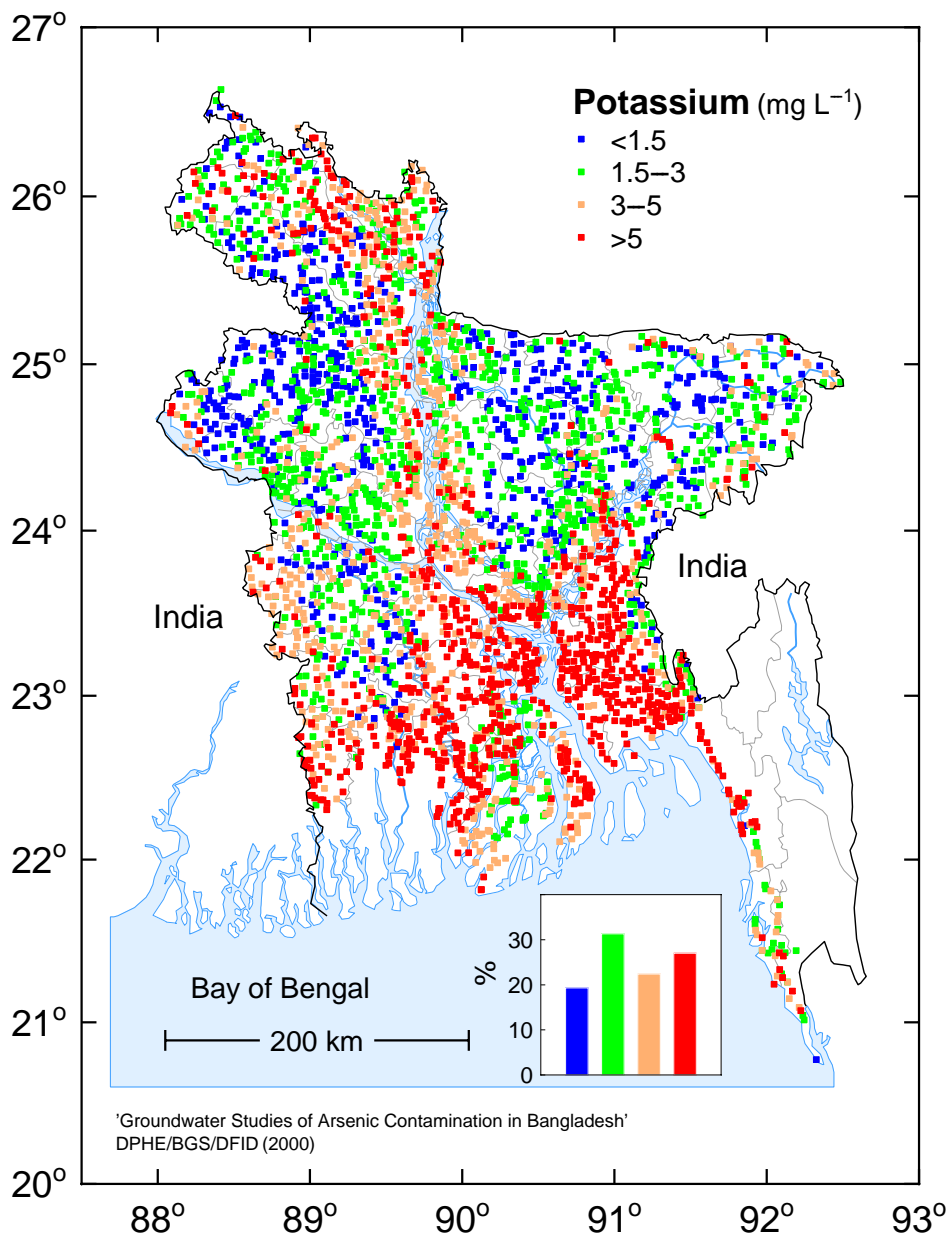 27°
26°
25°
24°
23°
22°
21°
20°
Potassium (mg L⁻¹)
<1.5
1.5–3
3–5
>5
India
India
Bay of Bengal
200 km
%
30
20
10
0
'Groundwater Studies of Arsenic Contamination in Bangladesh'
DPHE/BGS/DFID (2000)
88° 89° 90° 91° 92° 93°